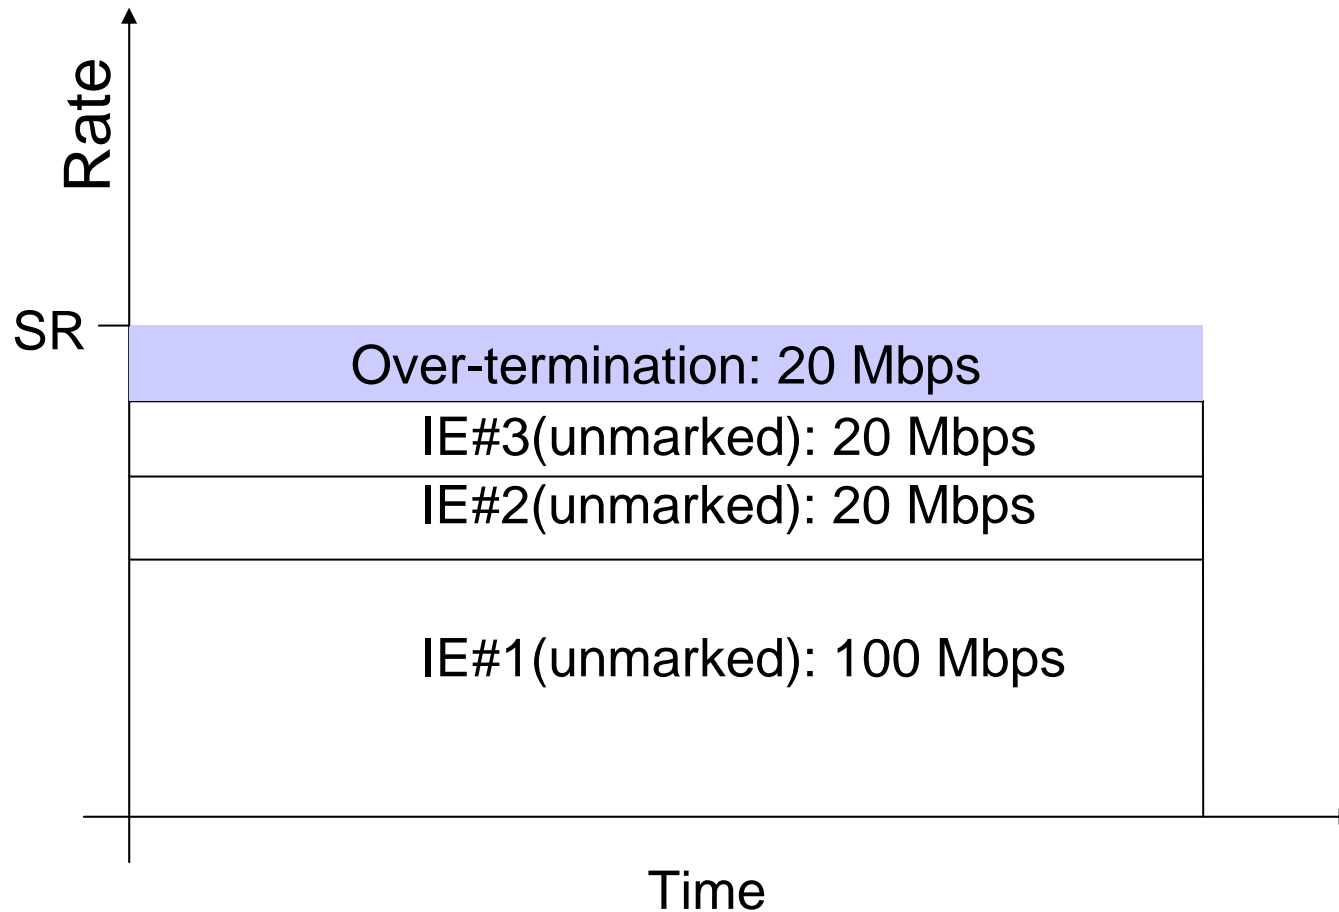 Rate
SR
Over-termination: 20 Mbps
IE#3(unmarked): 20 Mbps
IE#2(unmarked): 20 Mbps
IE#1(unmarked): 100 Mbps
Time